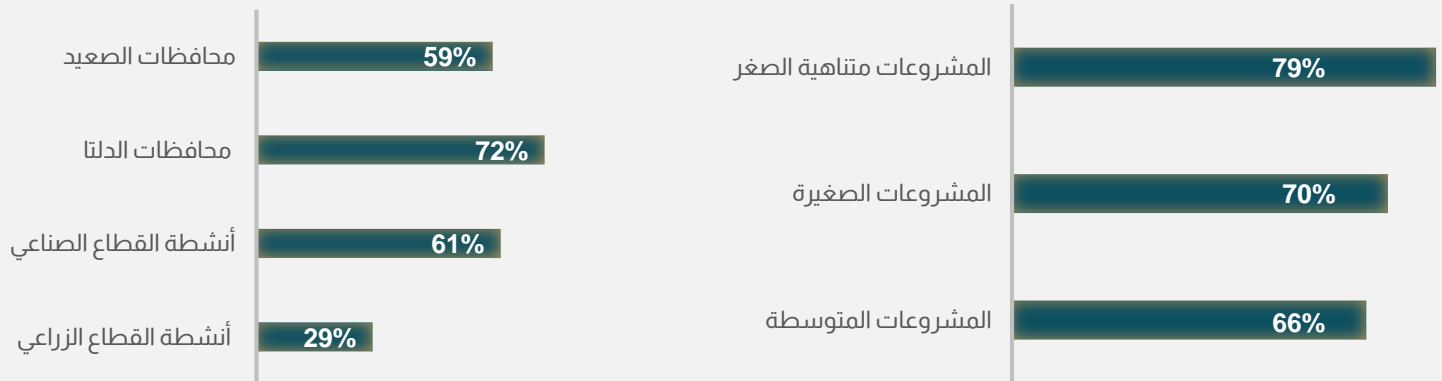 المشروعات متناهية الصغر 79%
المشروعات الصغيرة 70%
المشروعات المتوسطة 66%
محافظات الصعيد 59%
محافظات الدلتا 72%
أنشطة القطاع الصناعي 61%
أنشطة القطاع الزراعي 29%